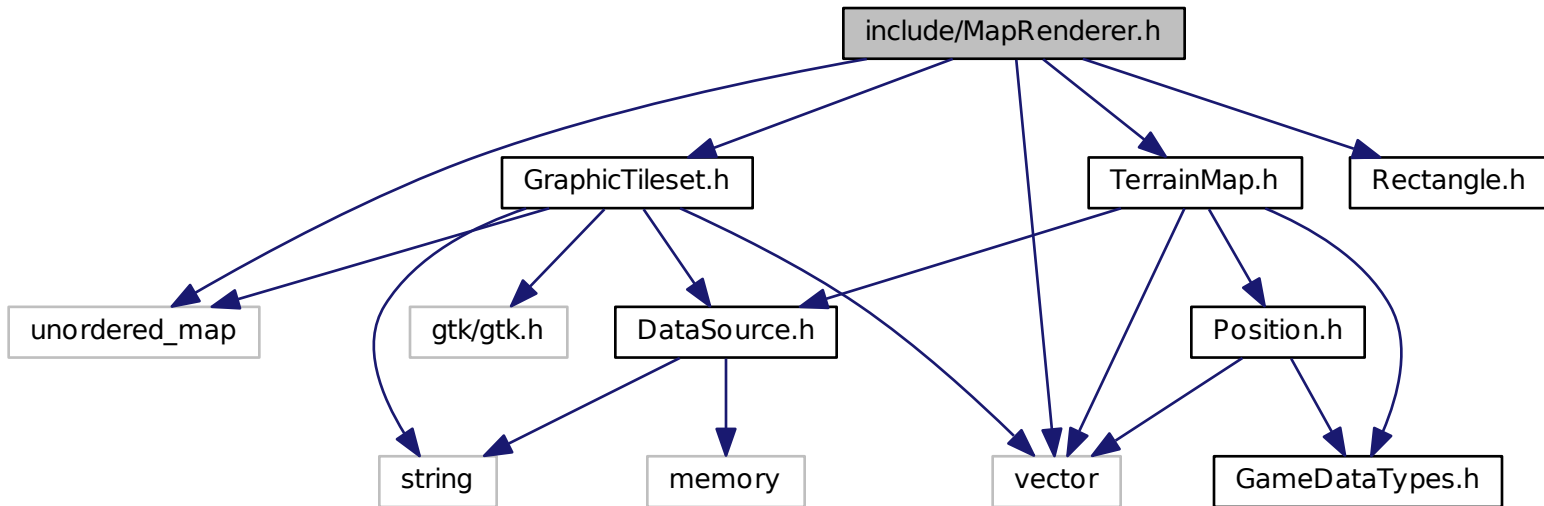 include/MapRenderer.h
GraphicTileset.h
TerrainMap.h
Rectangle.h
unordered_map
gtk/gtk.h
DataSource.h
Position.h
string
memory
vector
GameDataTypes.h